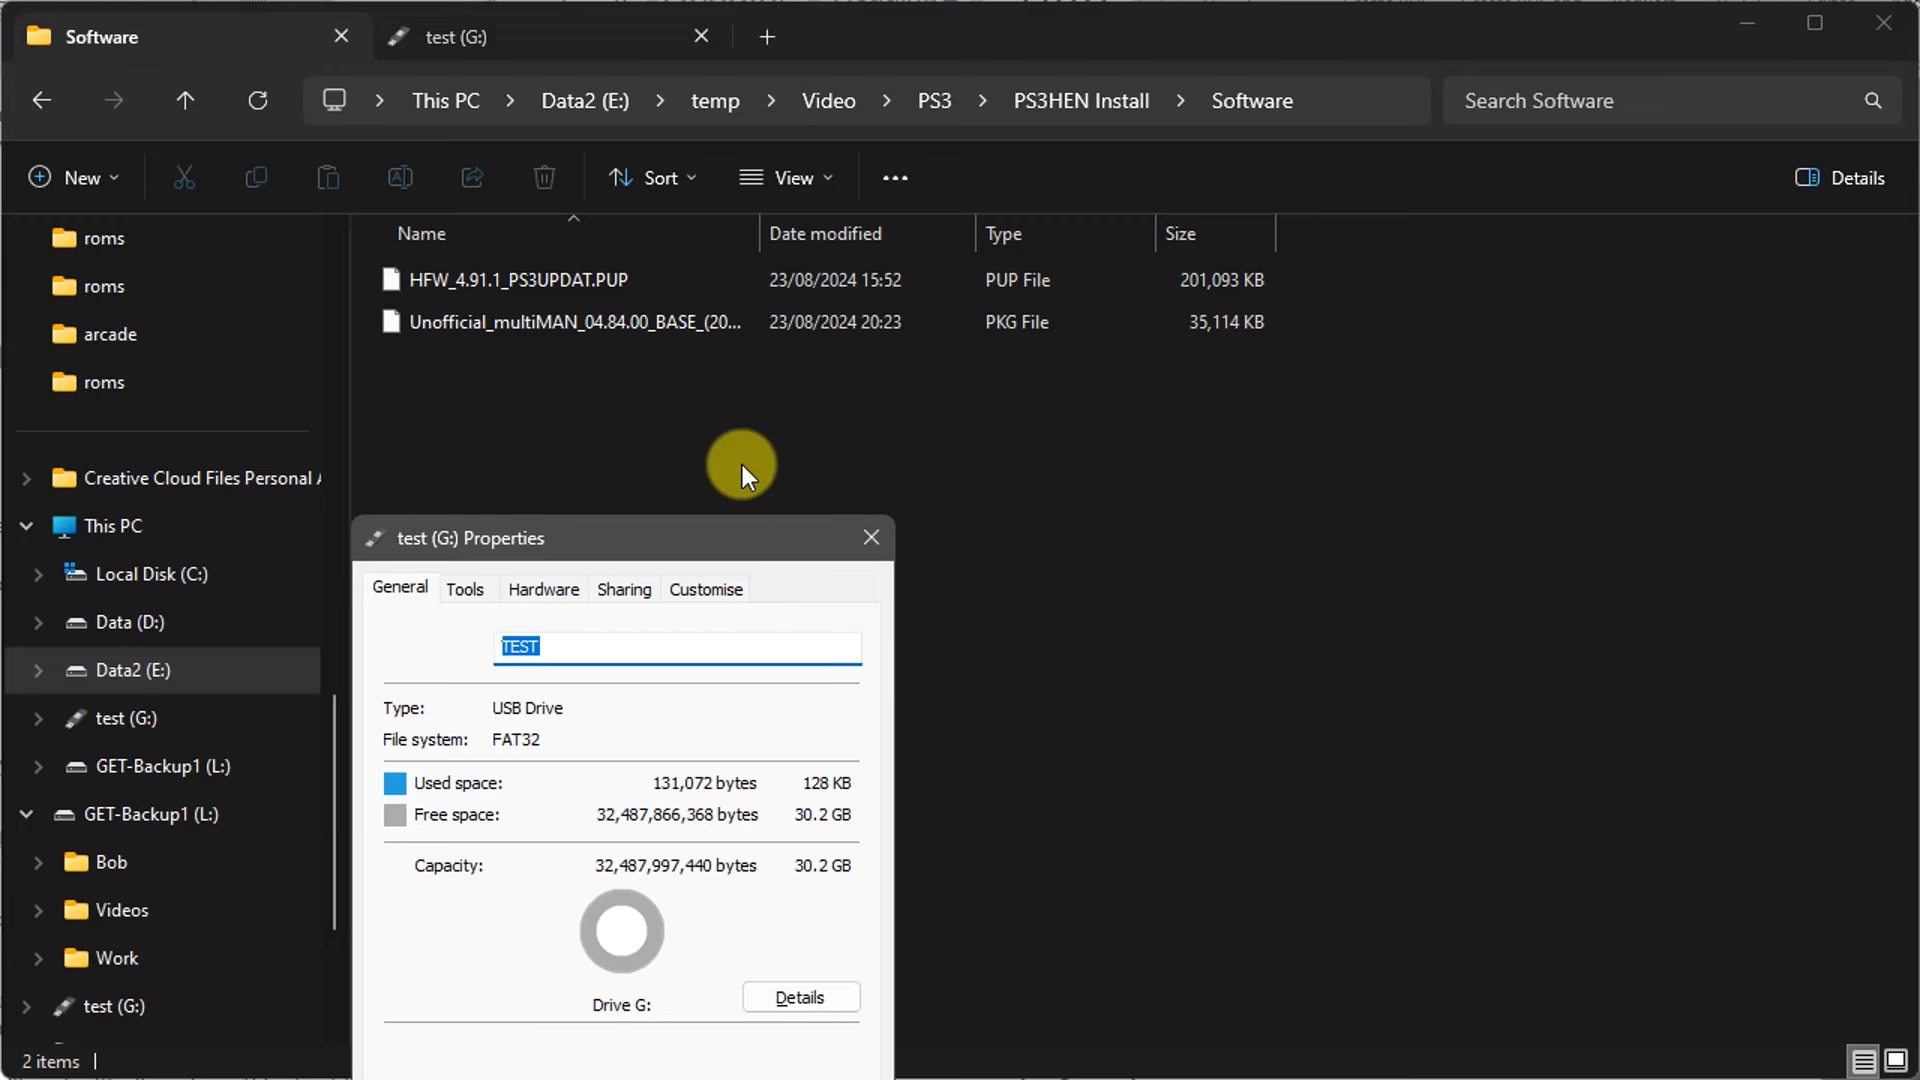 Software
test (G:)
This PC
Data2 (E:)
temp
Video
PS3
PS3HEN Install
Software
Search Software
New
Sort
View
Details
roms
roms
arcade
roms
Creative Cloud Files Personal
This PC
Local Disk (C:)
Data (D:)
Data2 (E:)
test (G:)
GET-Backup1 (L:)
GET-Backup1 (L:)
Bob
Videos
Work
test (G:)
2 items
Name Date modified Type Size
HFW_4.91.1_PS3UPDAT.PUP 23/08/2024 15:52 PUP File 201,093 KB
Unofficial_multiMAN_04.84.00_BASE_(20... 23/08/2024 20:23 PKG File 35,114 KB
test (G:) Properties
General Tools Hardware Sharing Customise
TEST
Type: USB Drive
File system: FAT32
Used space: 131,072 bytes 128 KB
Free space: 32,487,866,368 bytes 30.2 GB
Capacity: 32,487,997,440 bytes 30.2 GB
Drive G:
Details